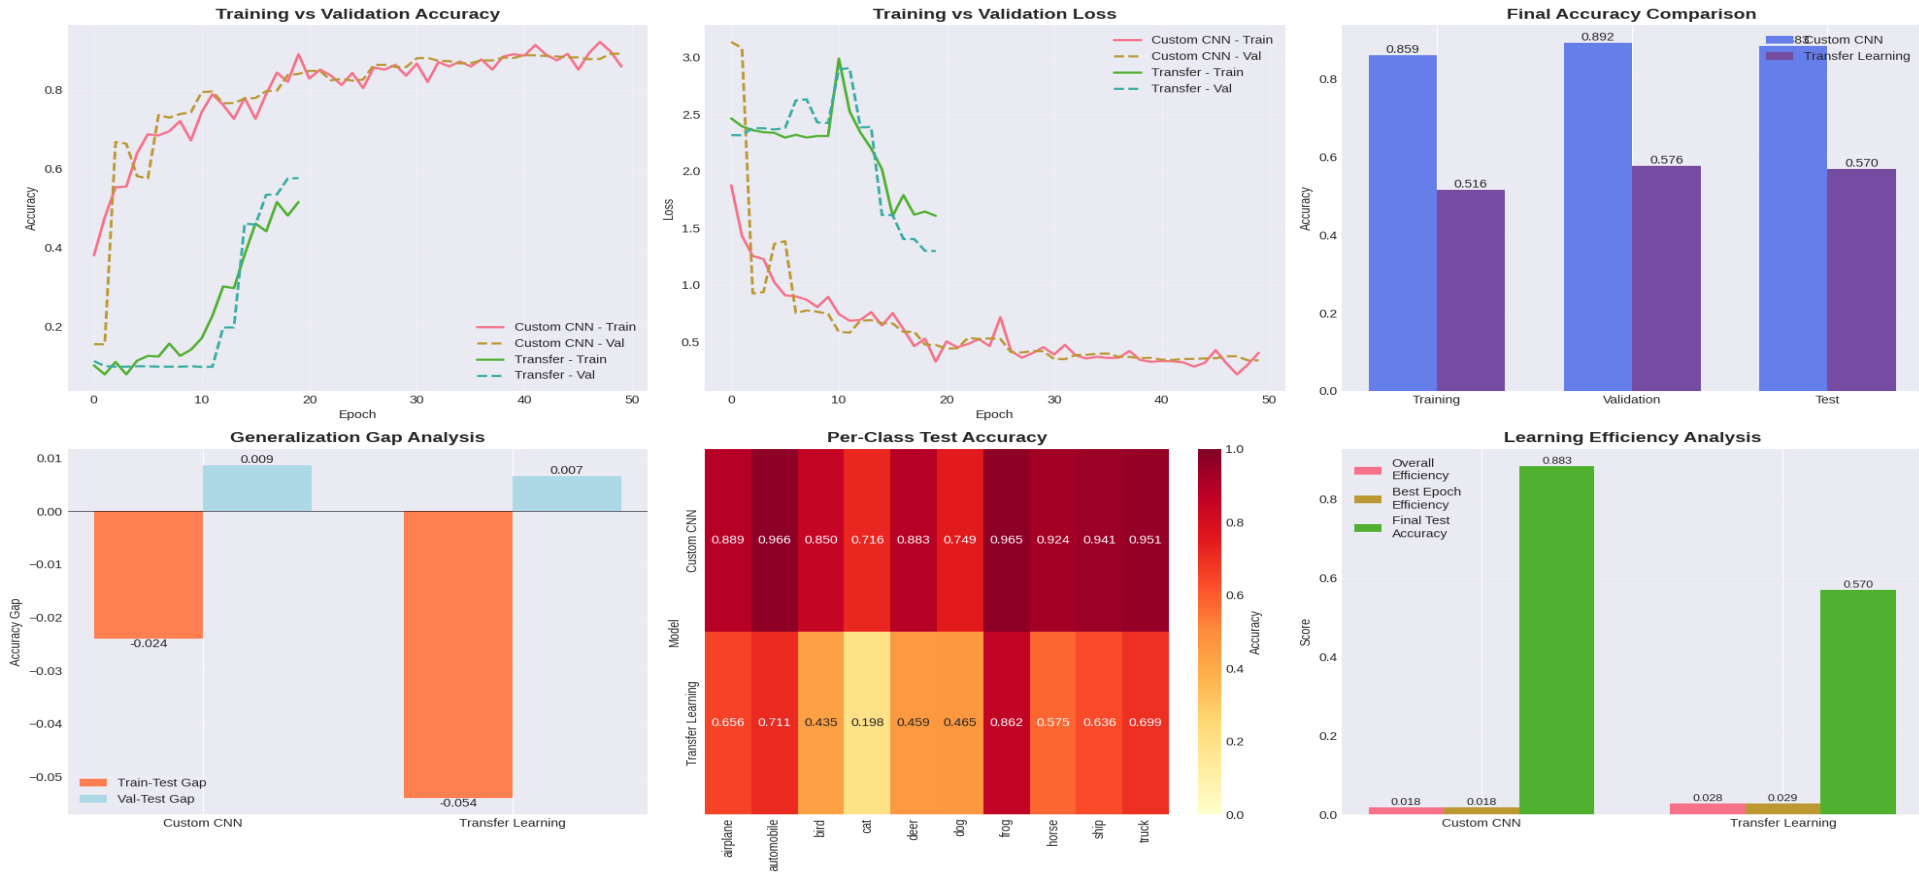 Training vs Validation Accuracy
Accuracy
0.8
0.6
0.4
0.2
Custom CNN - Train
Custom CNN - Val
Transfer - Train
Transfer - Val
0 10 20 30 40 50
Epoch
Training vs Validation Loss
Loss
3.0
2.5
2.0
1.5
1.0
0.5
Custom CNN - Train
Custom CNN - Val
Transfer - Train
Transfer - Val
0 10 20 30 40 50
Epoch
Final Accuracy Comparison
Accuracy
0.8
0.6
0.4
0.2
0.0
0.859
0.516
0.892
0.576
83
0.570
Custom CNN
Transfer Learning
Training Validation Test
Generalization Gap Analysis
Accuracy Gap
0.01
0.00
−0.01
−0.02
−0.03
−0.04
−0.05
0.009
-0.024
0.007
-0.054
Train-Test Gap
Val-Test Gap
Custom CNN Transfer Learning
Per-Class Test Accuracy
Model
Custom CNN
0.889 0.966 0.850 0.716 0.883 0.749 0.965 0.924 0.941 0.951
Transfer Learning
0.656 0.711 0.435 0.198 0.459 0.465 0.862 0.575 0.636 0.699
airplane automobile bird cat deer dog frog horse ship truck
1.0
0.8
0.6
0.4
0.2
0.0
Accuracy
Learning Efficiency Analysis
Score
0.8
0.6
0.4
0.2
0.0
Overall
Efficiency
Best Epoch
Efficiency
Final Test
Accuracy
0.018 0.018 0.883
0.028 0.029 0.570
Custom CNN Transfer Learning